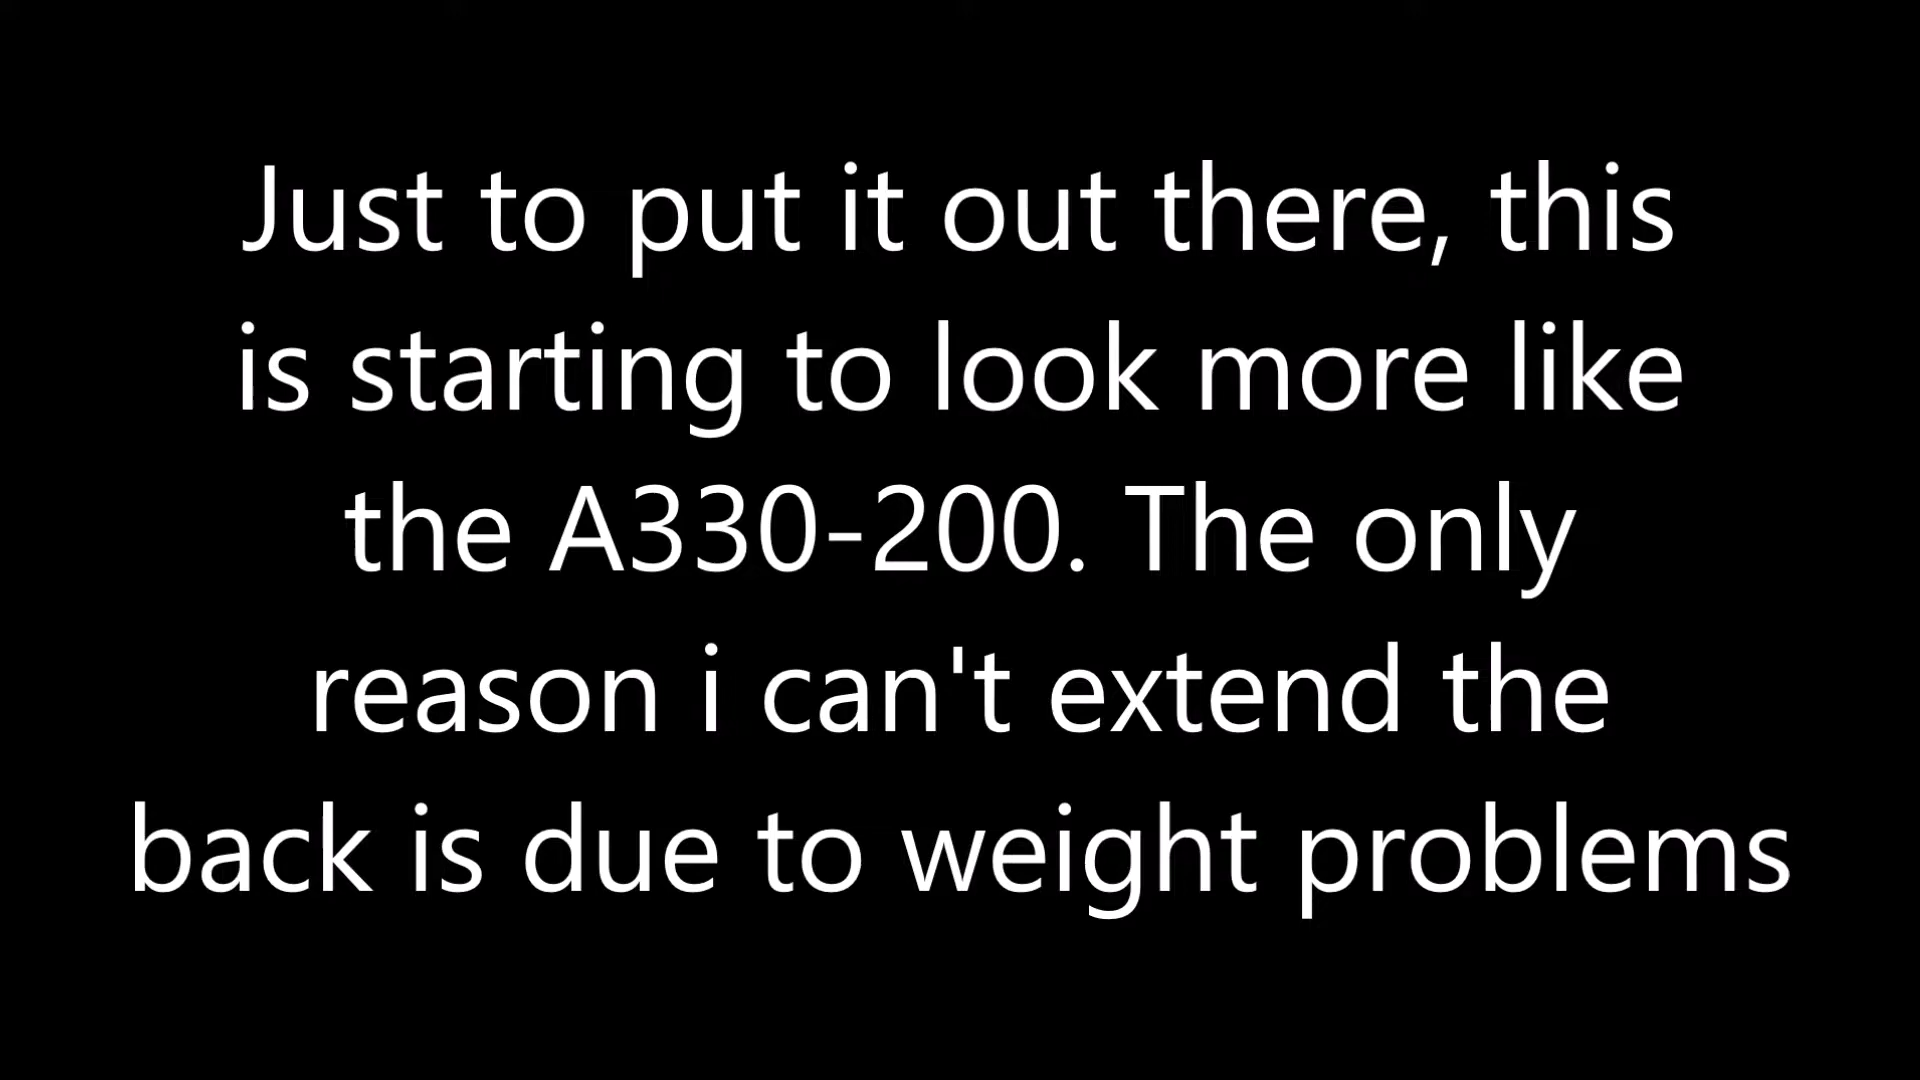 Just to put it out there, this
is starting to look more like
the A330-200. The only
reason i can't extend the
back is due to weight problems